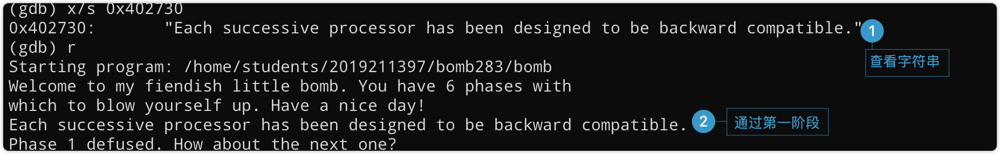 (gdb) x/s 0x402730
0x402730:       "Each successive processor has been designed to be backward compatible."
1
(gdb) r
查看字符串
Starting program: /home/students/2019211397/bomb283/bomb
Welcome to my fiendish little bomb. You have 6 phases with
which to blow yourself up. Have a nice day!
Each successive processor has been designed to be backward compatible.
2 通过第一阶段
Phase 1 defused. How about the next one?